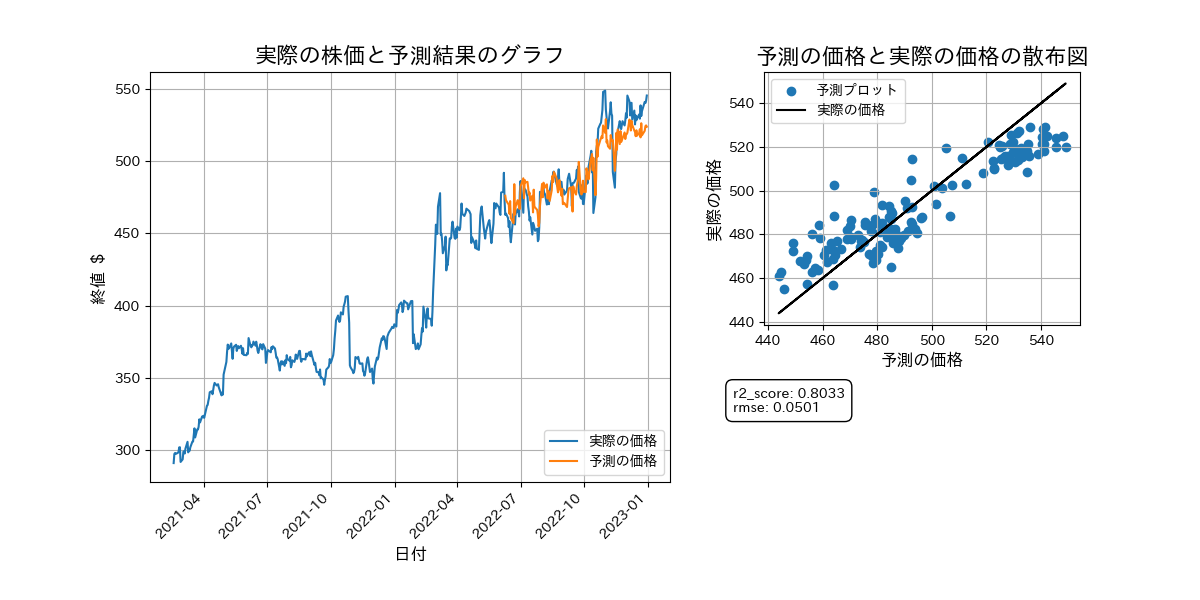 実際の株価と予測結果のグラフ
550
500
450
400
350
300
終値 $
2021-04
2021-07
2021-10
2022-01
2022-04
2022-07
2022-10
2023-01
日付
実際の価格
予測の価格
予測の価格と実際の価格の散布図
予測プロット
実際の価格
540
520
500
480
460
440
実際の価格
440
460
480
500
520
540
予測の価格
r2_score: 0.8033
rmse: 0.0501